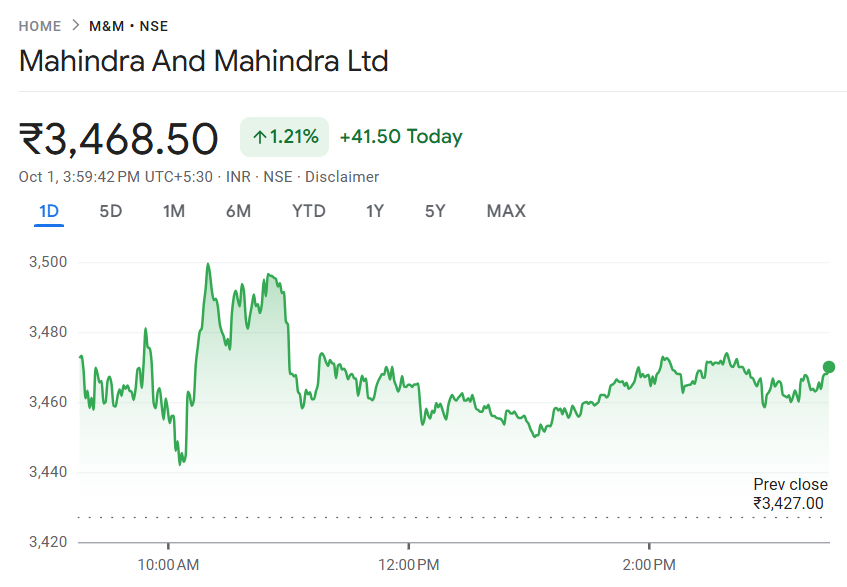 HOME > M&M • NSE
Mahindra And Mahindra Ltd
₹3,468.50 ↑1.21% +41.50 Today
Oct 1, 3:59:42 PM UTC+5:30 · INR · NSE · Disclaimer
1D 5D 1M 6M YTD 1Y 5Y MAX
3,500
3,480
3,460
3,440
Prev close
₹3,427.00
3,420
10:00 AM 12:00 PM 2:00 PM